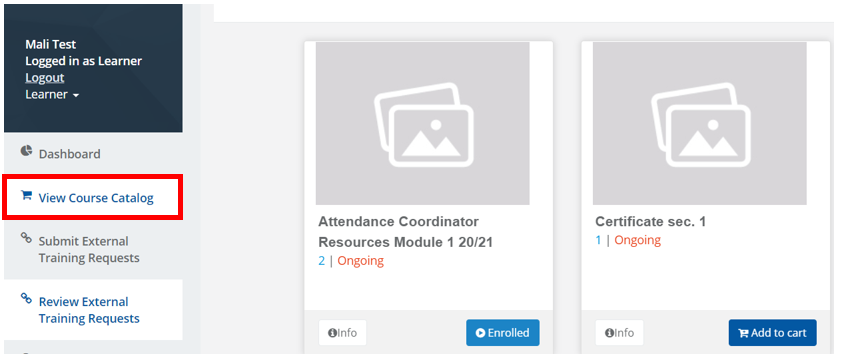 Mali Test
Logged in as Learner
Logout
Learner
Dashboard
View Course Catalog
Submit External
Training Requests
Review External
Training Requests
Attendance Coordinator
Resources Module 1 20/21
2 | Ongoing
Info
Enrolled
Certificate sec. 1
1 | Ongoing
Info
Add to cart